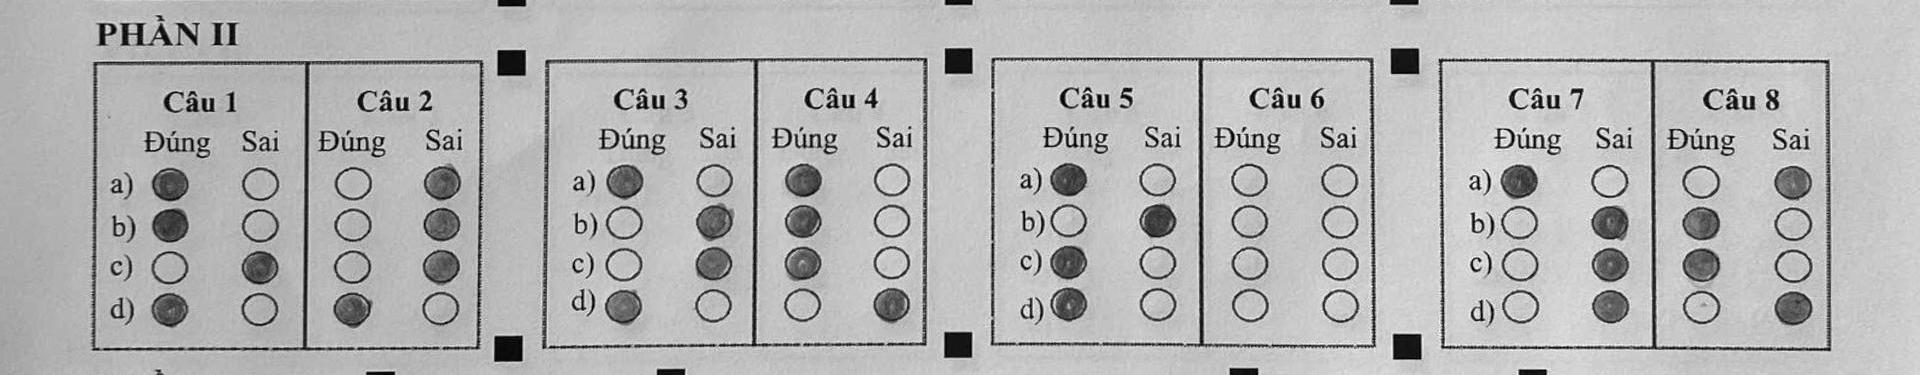 PHẦN II
Câu 1 Câu 2 Câu 3 Câu 4 Câu 5 Câu 6 Câu 7 Câu 8
Đúng Sai Đúng Sai Đúng Sai Đúng Sai Đúng Sai Đúng Sai Đúng Sai Đúng Sai
a) a) a) a)
b) b) b) b)
c) c) c) c)
d) d) d) d)